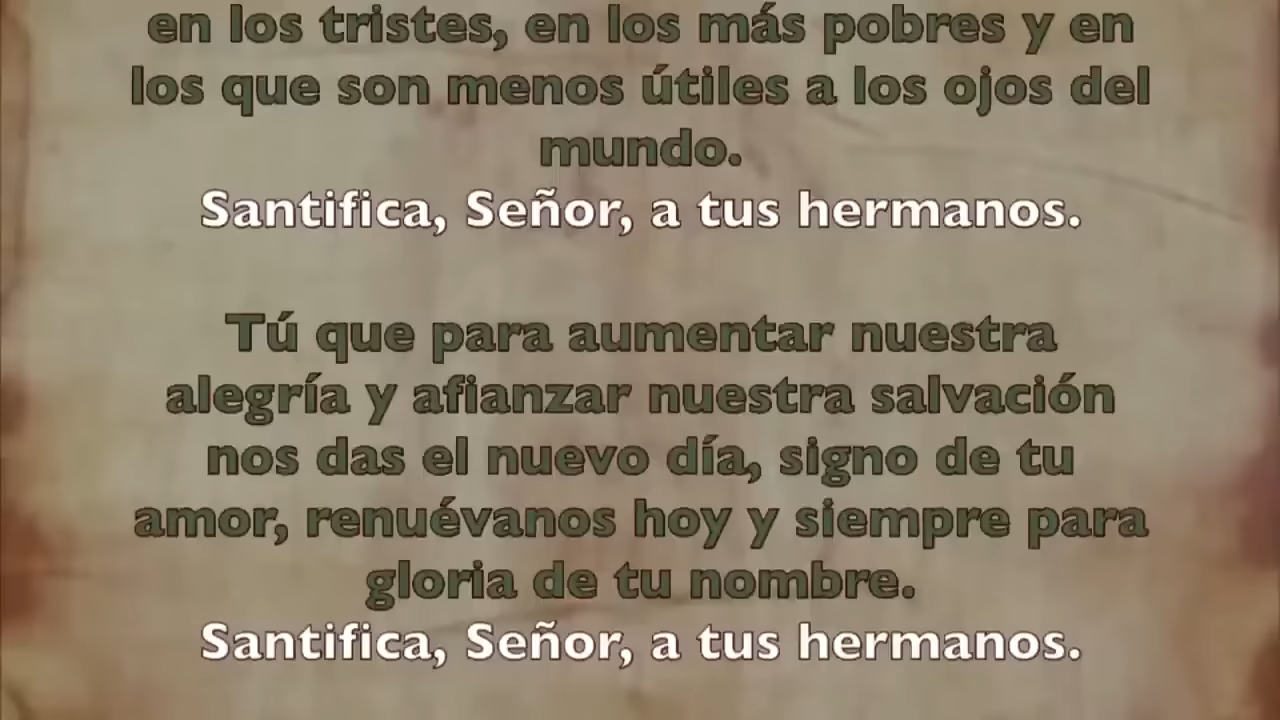 en los tristes, en los más pobres y en
los que son menos útiles a los ojos del
mundo.
Santifica, Señor, a tus hermanos.
Tú que para aumentar nuestra
alegría y afianzar nuestra salvación
nos das el nuevo día, signo de tu
amor, renuévanos hoy y siempre para
gloria de tu nombre.
Santifica, Señor, a tus hermanos.